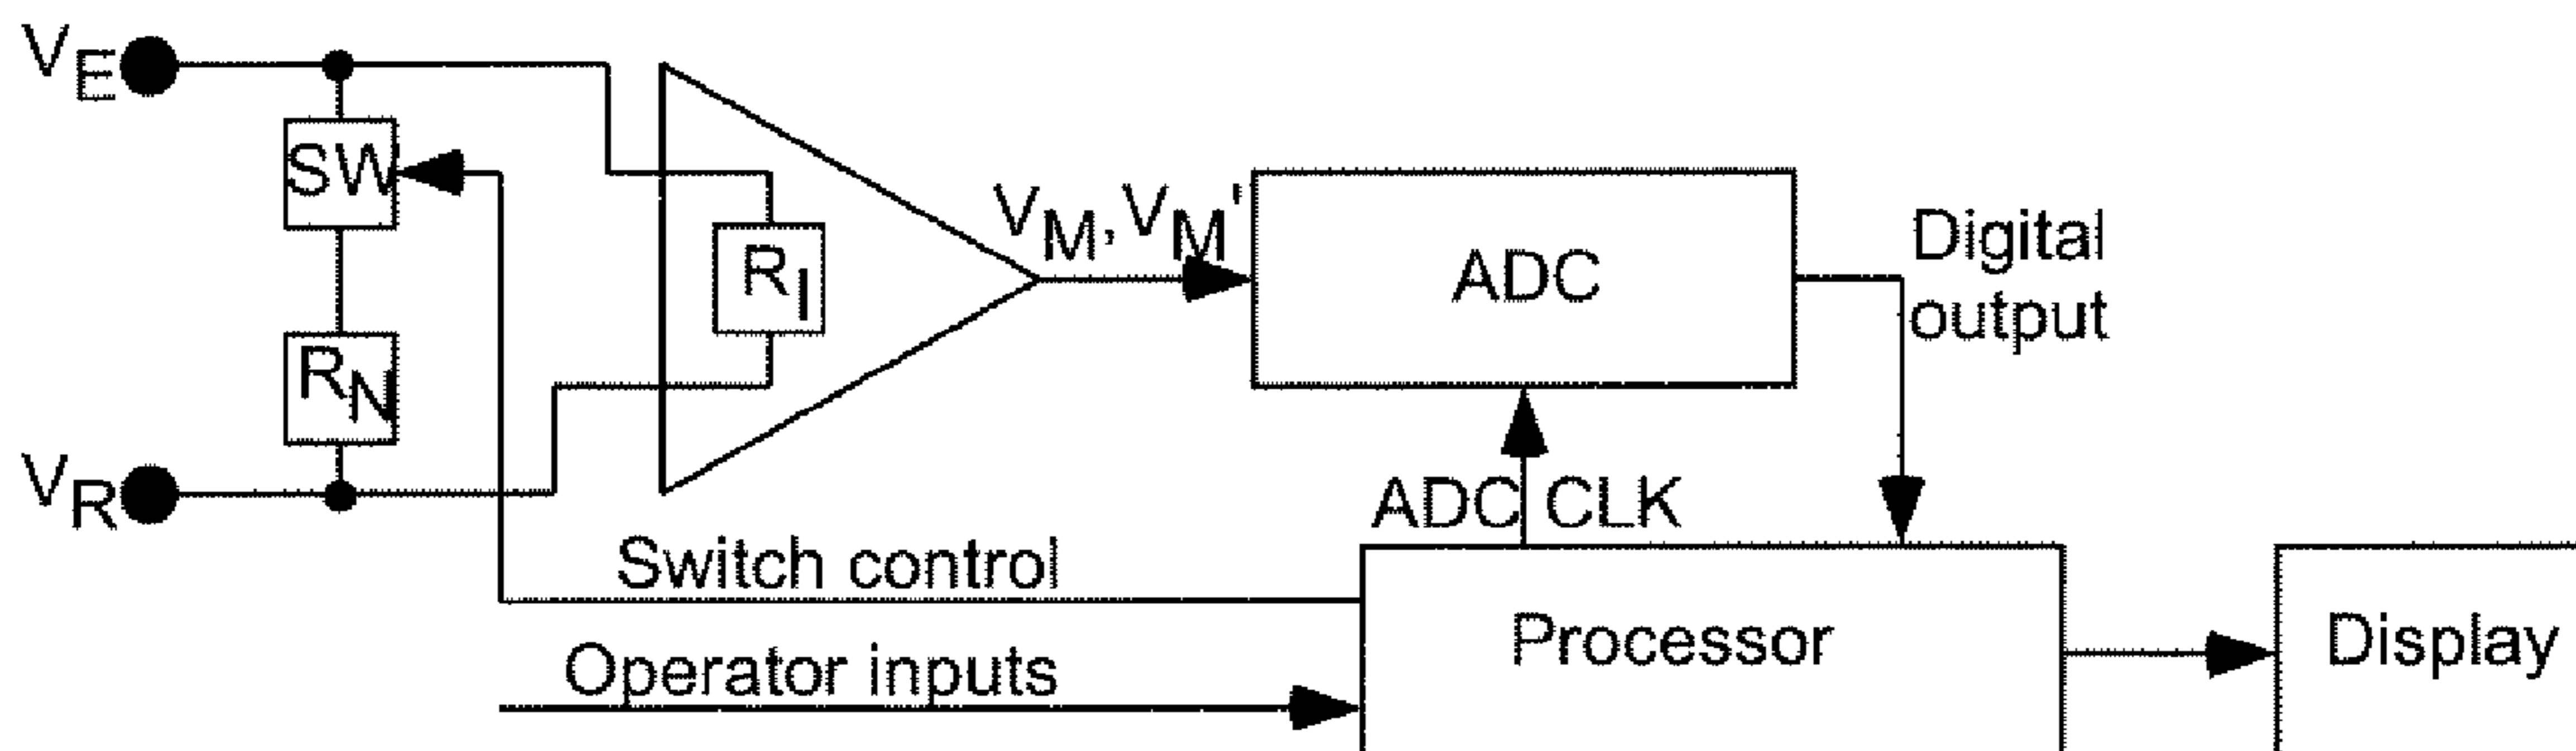 VE
SW
RI
VM, VM'
ADC
Digital
output
RN
VR
ADC CLK
Switch control
Processor
Display
Operator inputs